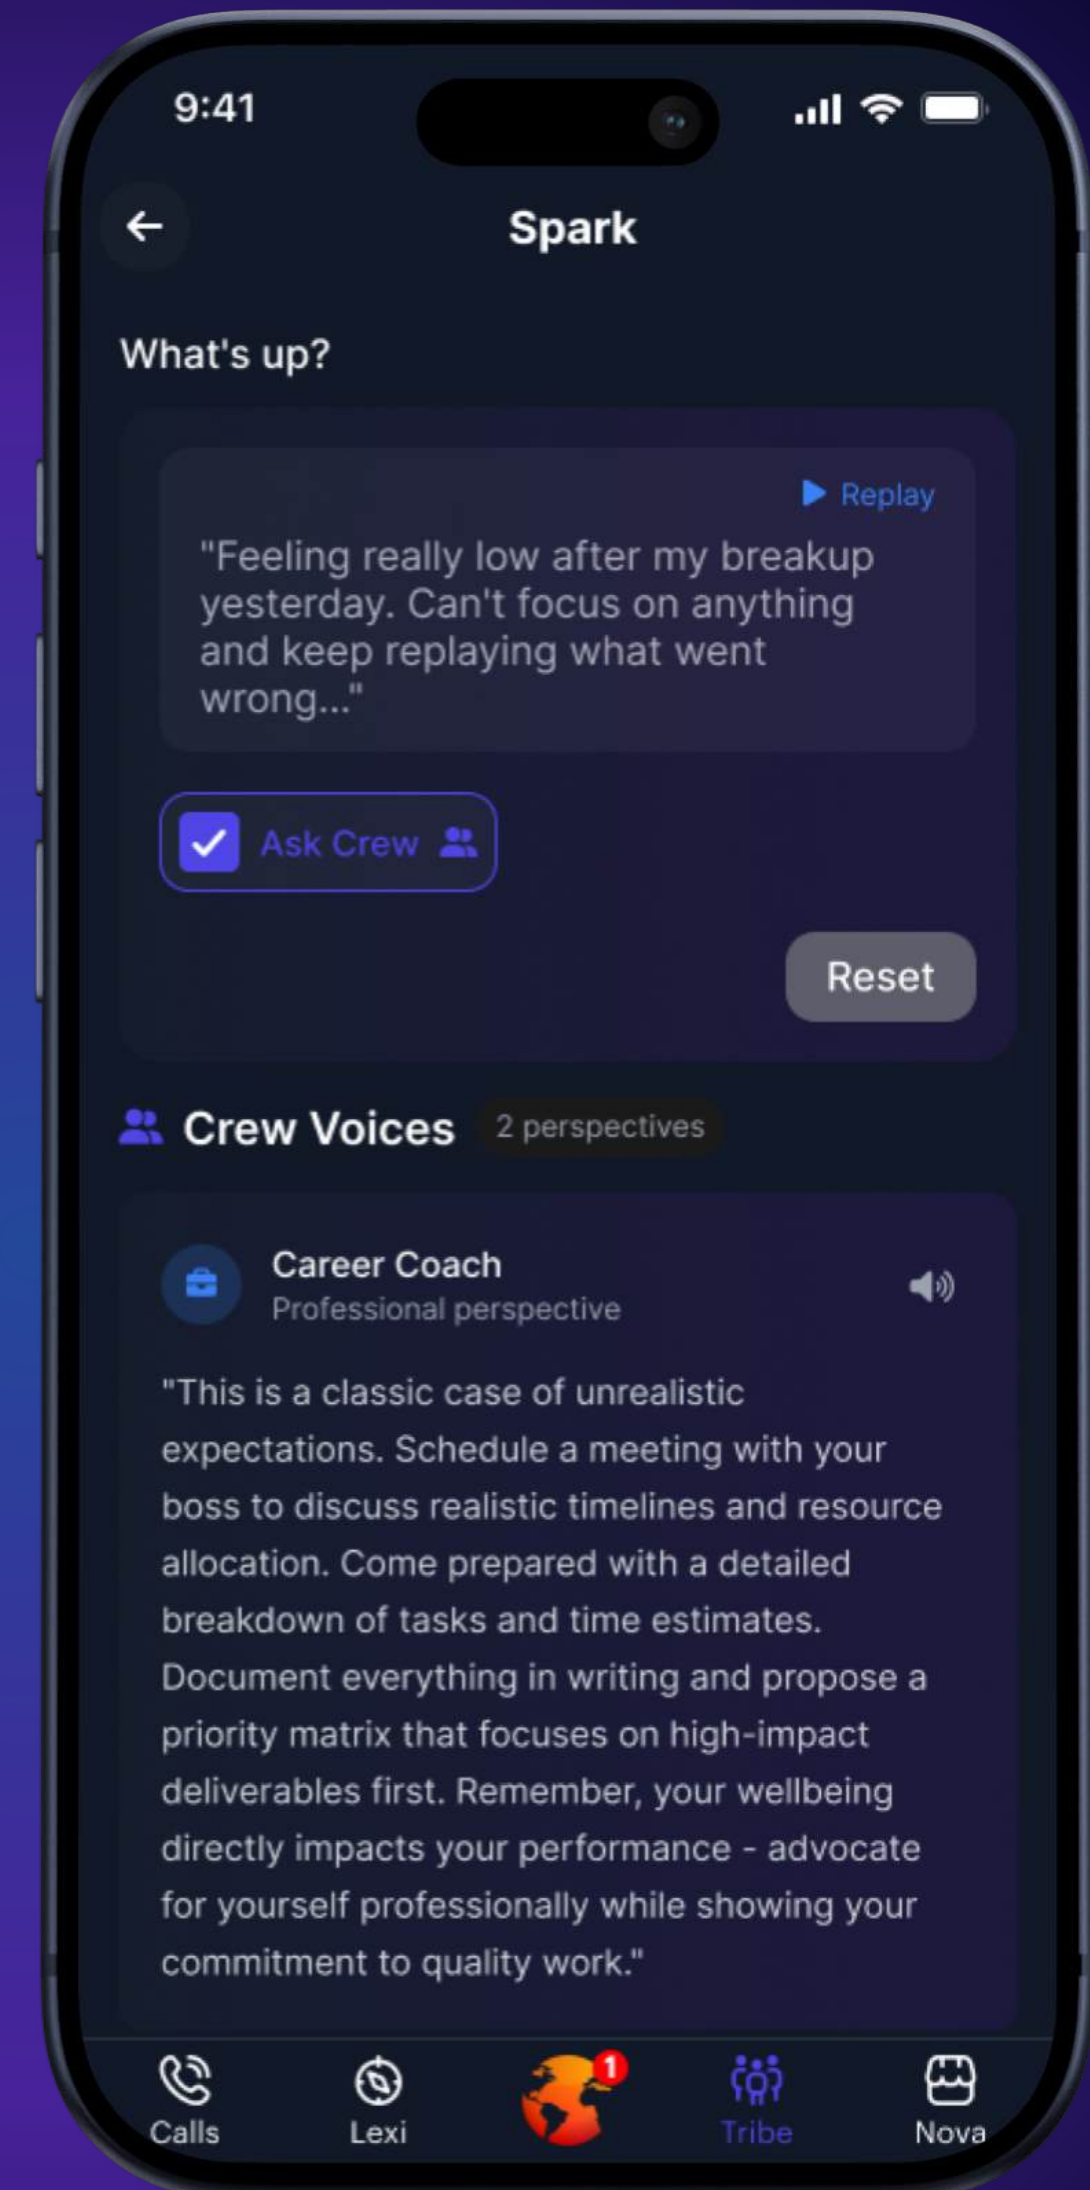 9:41
Spark
What's up?
Replay
"Feeling really low after my breakup
yesterday. Can't focus on anything
and keep replaying what went
wrong..."
Ask Crew
Reset
Crew Voices 2 perspectives
Career Coach
Professional perspective
"This is a classic case of unrealistic
expectations. Schedule a meeting with your
boss to discuss realistic timelines and resource
allocation. Come prepared with a detailed
breakdown of tasks and time estimates.
Document everything in writing and propose a
priority matrix that focuses on high-impact
deliverables first. Remember, your wellbeing
directly impacts your performance - advocate
for yourself professionally while showing your
commitment to quality work."
1
Calls Lexi Tribe Nova